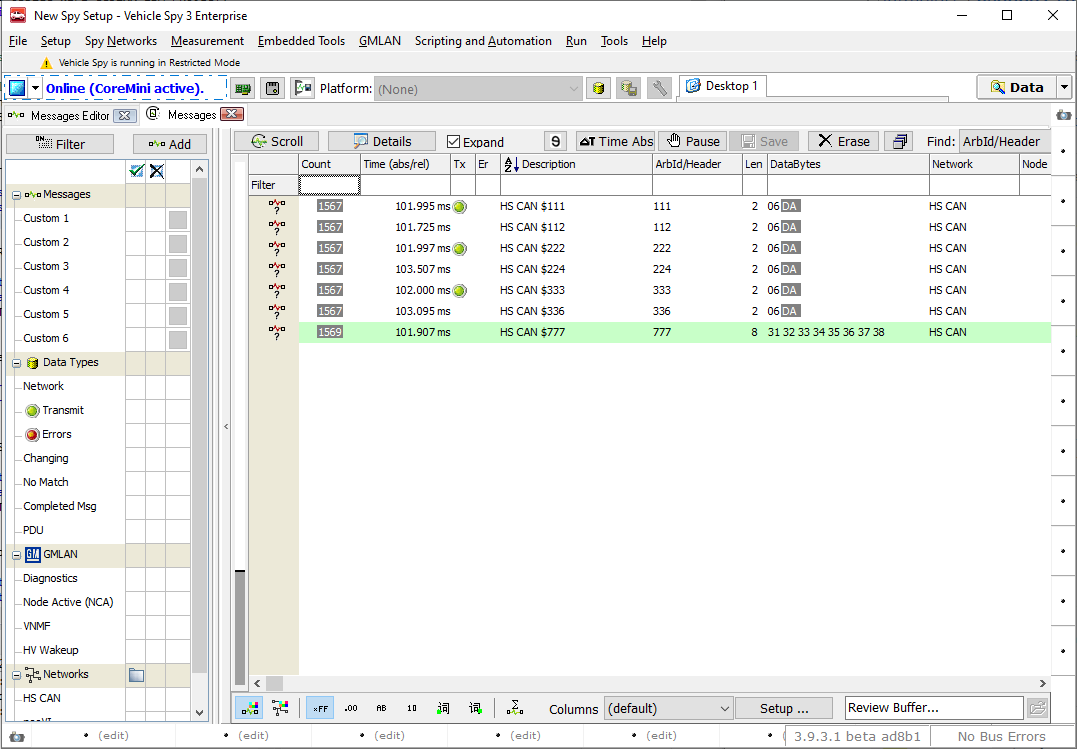 New Spy Setup - Vehicle Spy 3 Enterprise
File Setup Spy Networks Measurement Embedded Tools GMLAN Scripting and Automation Run Tools Help
Vehicle Spy is running in Restricted Mode
Online (CoreMini active). Platform: (None) Desktop 1 Data
Messages Editor Messages
Filter Add Scroll Details Expand 9 ΔT Time Abs Pause Save Erase Find: ArbId/Header
Count Time (abs/rel) Tx Er Description ArbId/Header Len DataBytes Network Node
Filter
1567 101.995 ms HS CAN $111 111 2 06 DA HS CAN
1567 101.725 ms HS CAN $112 112 2 06 DA HS CAN
1567 101.997 ms HS CAN $222 222 2 06 DA HS CAN
1567 103.507 ms HS CAN $224 224 2 06 DA HS CAN
1567 102.000 ms HS CAN $333 333 2 06 DA HS CAN
1567 103.095 ms HS CAN $336 336 2 06 DA HS CAN
1569 101.907 ms HS CAN $777 777 8 31 32 33 34 35 36 37 38 HS CAN
Messages
Custom 1
Custom 2
Custom 3
Custom 4
Custom 5
Custom 6
Data Types
Network
Transmit
Errors
Changing
No Match
Completed Msg
PDU
GM GMLAN
Diagnostics
Node Active (NCA)
VNMF
HV Wakeup
Networks
HS CAN
xFF .00 AB 10 Columns (default) Setup ... Review Buffer...
(edit) (edit) (edit) (edit) (edit) 3.9.3.1 beta ad8b1 No Bus Errors